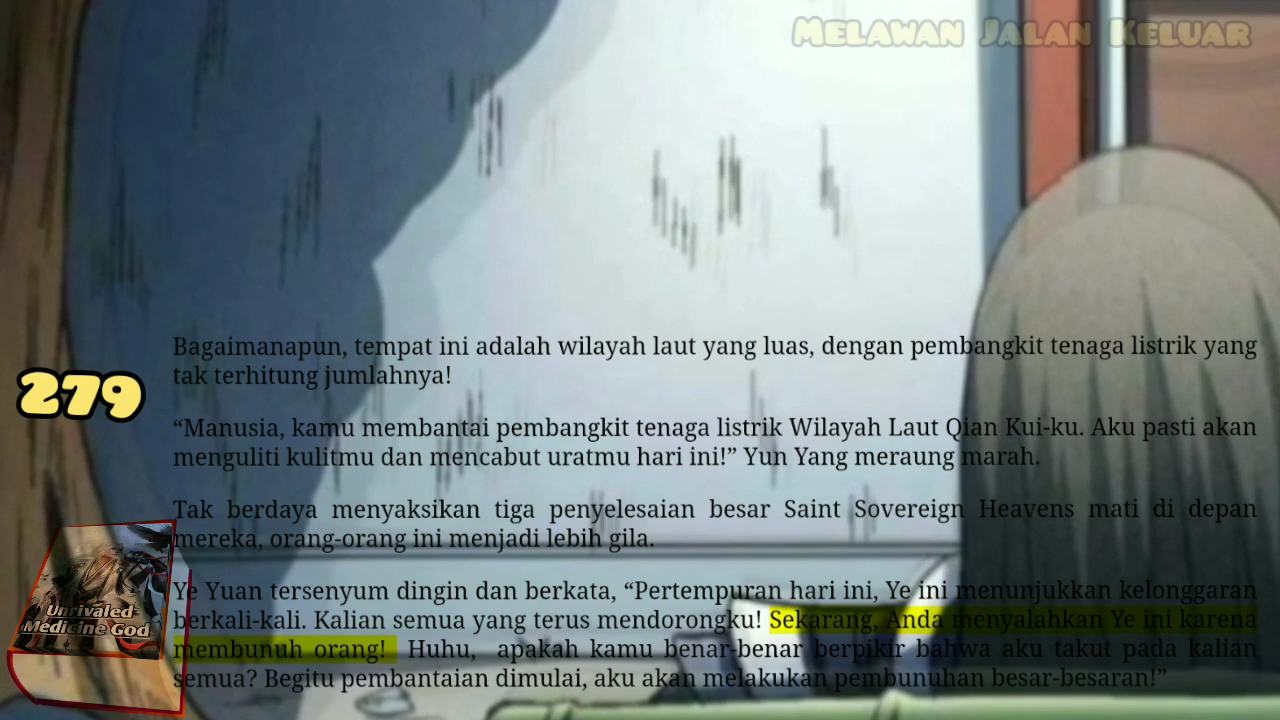 Melawan Jalan Keluar
Bagaimanapun, tempat ini adalah wilayah laut yang luas, dengan pembangkit tenaga listrik yang
tak terhitung jumlahnya!
279
“Manusia, kamu membantai pembangkit tenaga listrik Wilayah Laut Qian Kui-ku. Aku pasti akan
menguliti kulitmu dan mencabut uratmu hari ini!” Yun Yang meraung marah.
Tak berdaya menyaksikan tiga penyelesaian besar Saint Sovereign Heavens mati di depan
mereka, orang-orang ini menjadi lebih gila.
Ye Yuan tersenyum dingin dan berkata, “Pertempuran hari ini, Ye ini menunjukkan kelonggaran
berkali-kali. Kalian semua yang terus mendorongku! Sekarang, Anda menyalahkan Ye ini karena
membunuh orang! Huhu, apakah kamu benar-benar berpikir bahwa aku takut pada kalian
semua? Begitu pembantaian dimulai, aku akan melakukan pembunuhan besar-besaran!”
Unrivaled
Medicine God